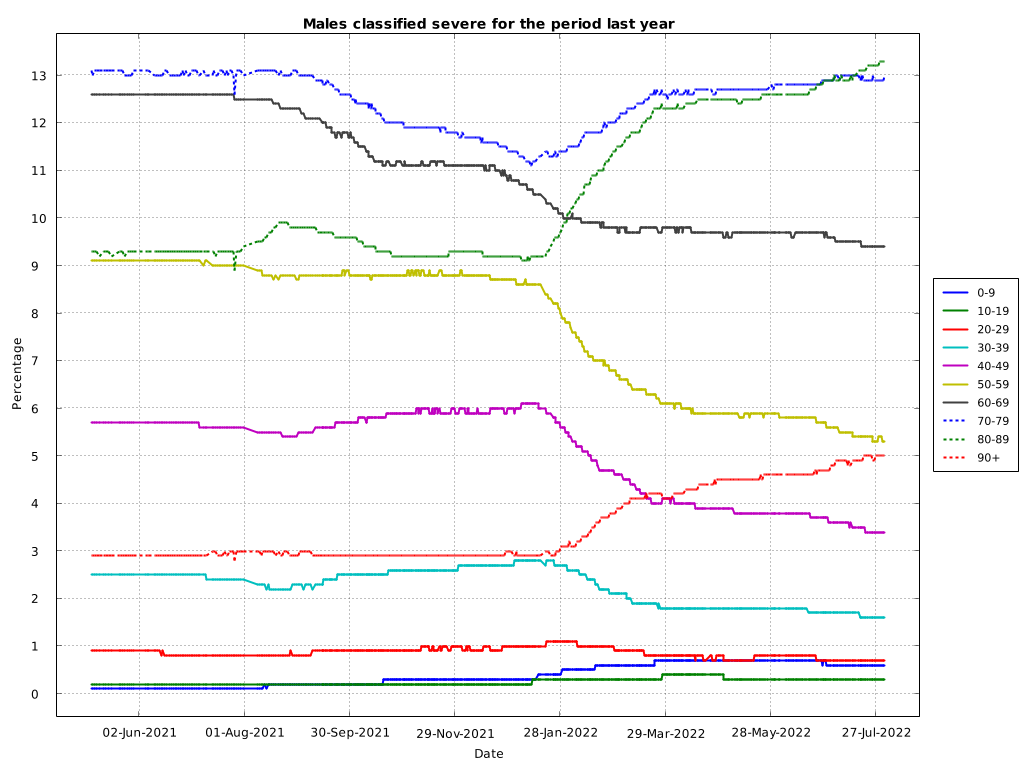 Males classified severe for the period last year
Percentage
13
12
11
10
9
8
7
6
5
4
3
2
1
0
02-Jun-2021
01-Aug-2021
30-Sep-2021
29-Nov-2021
28-Jan-2022
29-Mar-2022
28-May-2022
27-Jul-2022
Date
0-9
10-19
20-29
30-39
40-49
50-59
60-69
70-79
80-89
90+